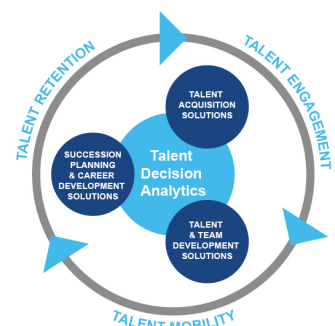 TALENT RETENTION
TALENT ENGAGEMENT
TALENT
ACQUISITION
SOLUTIONS
SUCCESSION
PLANNING
& CAREER
DEVELOPMENT
SOLUTIONS
Talent
Decision
Analytics
TALENT
& TEAM
DEVELOPMENT
SOLUTIONS
TALENT MOBILITY